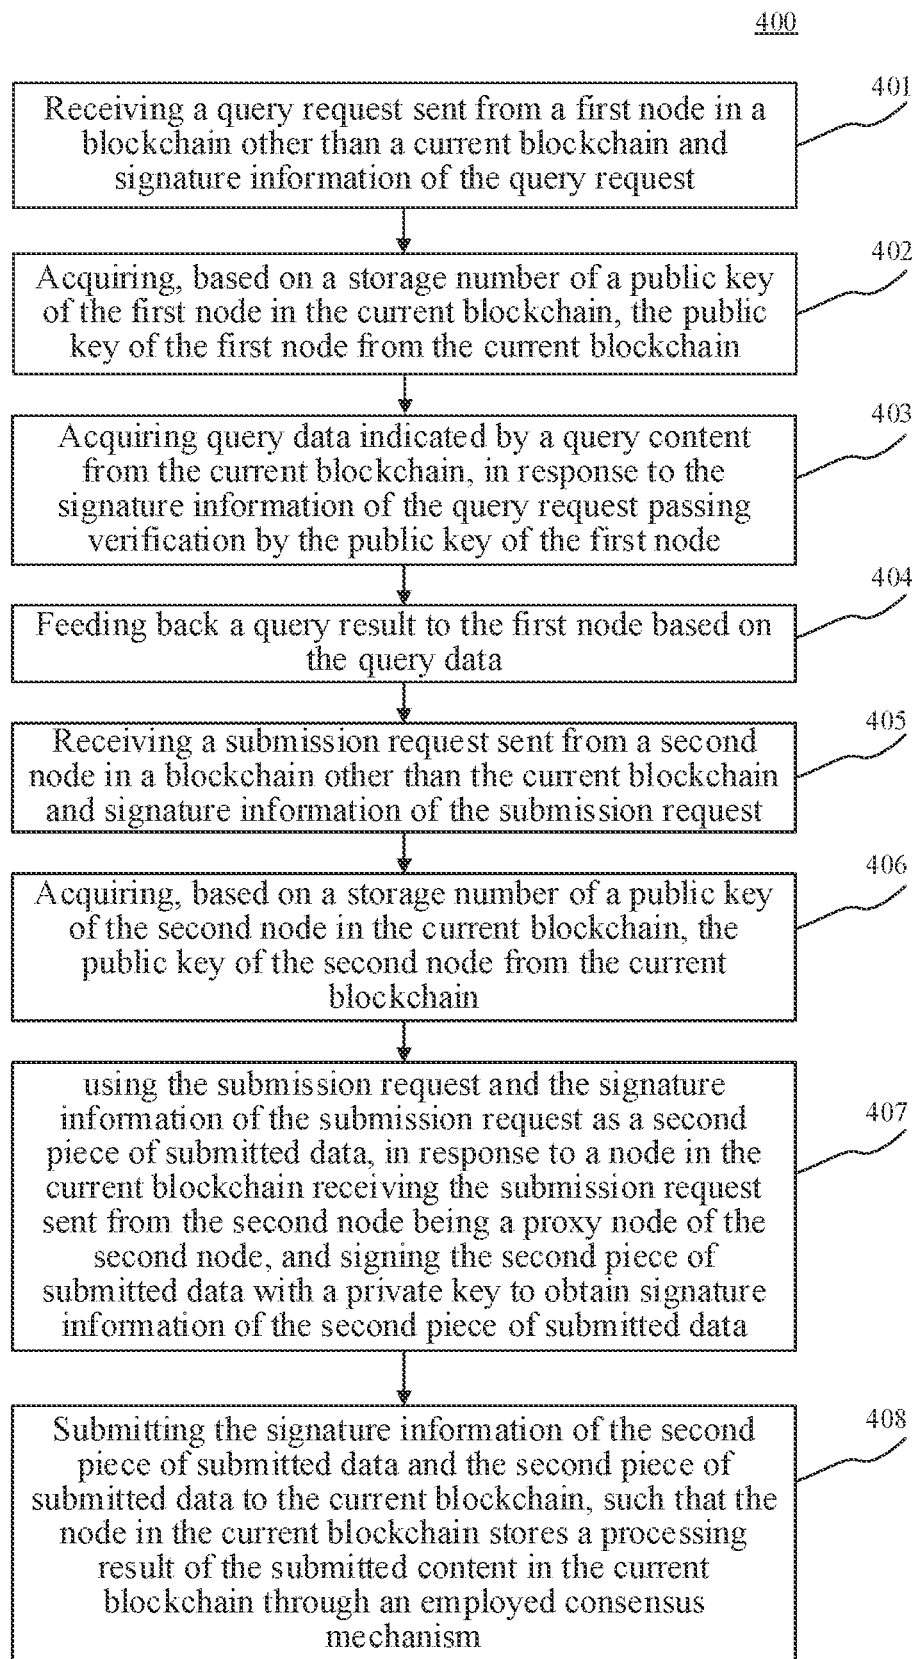 400
401
Receiving a query request sent from a first node in a
blockchain other than a current blockchain and
signature information of the query request
402
Acquiring, based on a storage number of a public key
of the first node in the current blockchain, the public
key of the first node from the current blockchain
403
Acquiring query data indicated by a query content
from the current blockchain, in response to the
signature information of the query request passing
verification by the public key of the first node
404
Feeding back a query result to the first node based on
the query data
405
Receiving a submission request sent from a second
node in a blockchain other than the current blockchain
and signature information of the submission request
406
Acquiring, based on a storage number of a public key
of the second node in the current blockchain, the
public key of the second node from the current
blockchain
407
using the submission request and the signature
information of the submission request as a second
piece of submitted data, in response to a node in the
current blockchain receiving the submission request
sent from the second node being a proxy node of the
second node, and signing the second piece of
submitted data with a private key to obtain signature
information of the second piece of submitted data
408
Submitting the signature information of the second
piece of submitted data and the second piece of
submitted data to the current blockchain, such that the
node in the current blockchain stores a processing
result of the submitted content in the current
blockchain through an employed consensus
mechanism